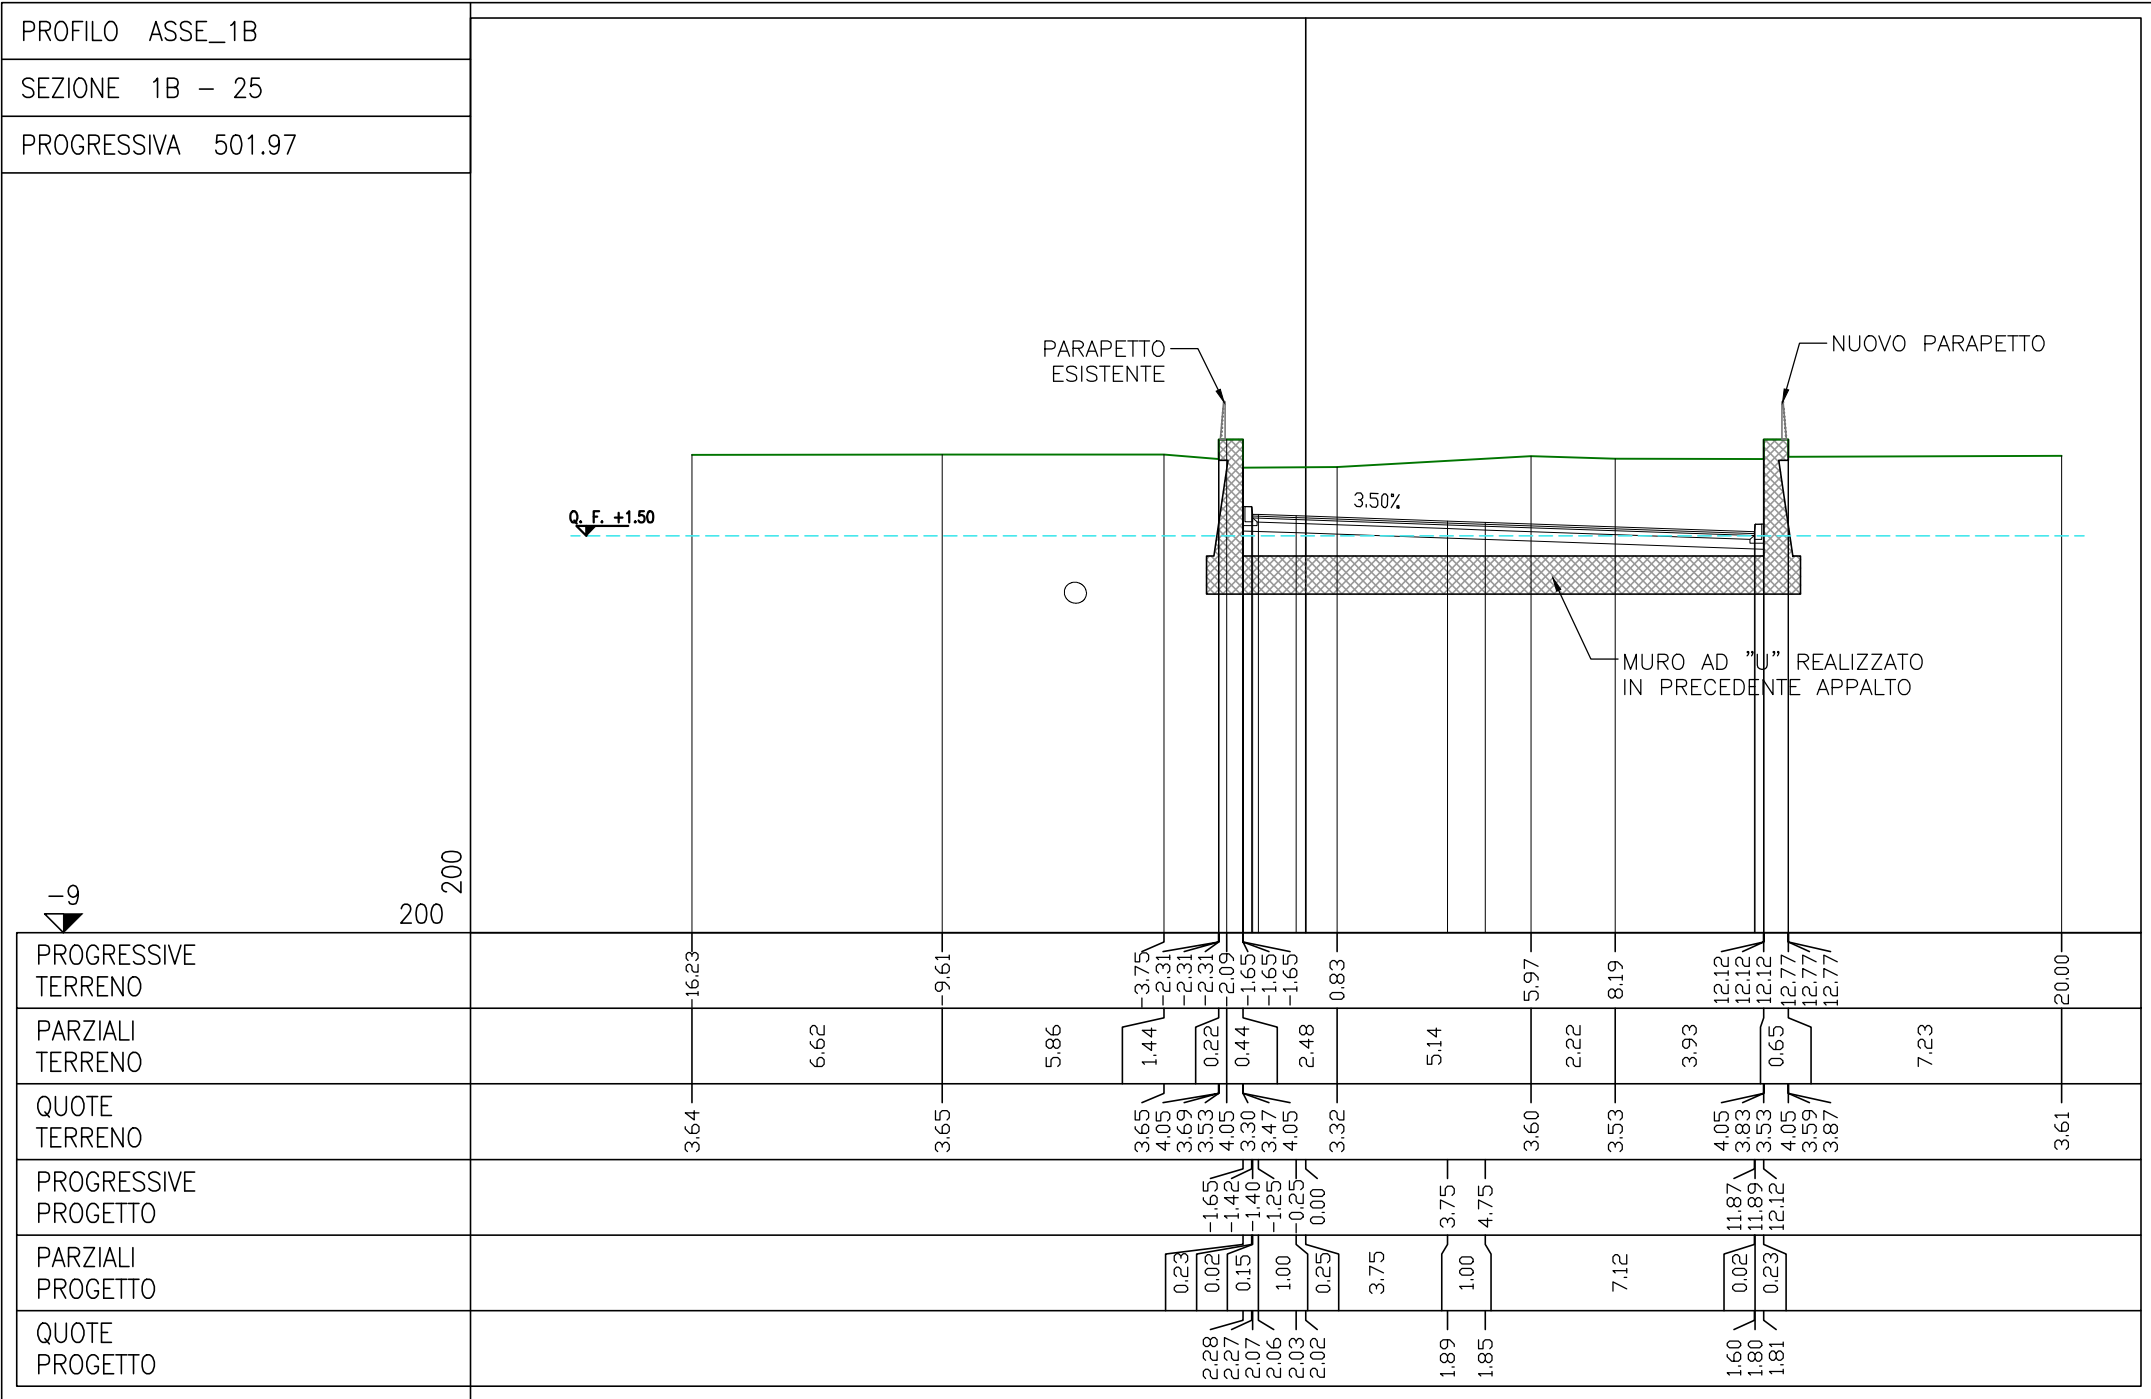 PROFILO ASSE_1B
SEZIONE 1B - 25
PROGRESSIVA 501.97
PARAPETTO
ESISTENTE
NUOVO PARAPETTO
3.50%
Q. F. +1.50
MURO AD "U" REALIZZATO
IN PRECEDENTE APPALTO
200
-9
200
PROGRESSIVE
TERRENO
-16.23 -9.61 -3.75 -2.31 -2.31 -2.31 -2.09 -1.65 -1.65 -1.65 0.83 5.97 8.19 12.12 12.12 12.12 12.77 12.77 12.77 20.00
PARZIALI
TERRENO
6.62 5.86 1.44 0.22 0.44 2.48 5.14 2.22 3.93 0.65 7.23
QUOTE
TERRENO
3.64 3.65 3.65 4.05 3.69 3.53 4.05 3.30 3.47 4.05 3.32 3.60 3.53 4.05 3.83 3.53 4.05 3.59 3.87 3.61
PROGRESSIVE
PROGETTO
-1.65 -1.42 -1.40 -1.25 -0.25 0.00 3.75 4.75 11.87 11.89 12.12
PARZIALI
PROGETTO
0.23 0.02 0.15 1.00 0.25 3.75 1.00 7.12 0.02 0.23
QUOTE
PROGETTO
2.28 2.27 2.07 2.06 2.03 2.02 1.89 1.85 1.60 1.80 1.81